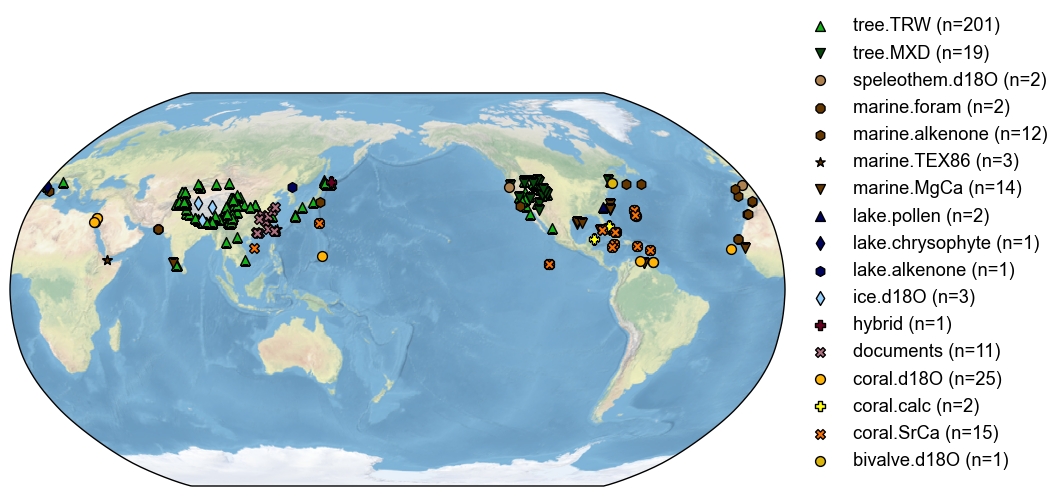 tree.TRW (n=201)
tree.MXD (n=19)
speleothem.d18O (n=2)
marine.foram (n=2)
marine.alkenone (n=12)
marine.TEX86 (n=3)
marine.MgCa (n=14)
lake.pollen (n=2)
lake.chrysophyte (n=1)
lake.alkenone (n=1)
ice.d18O (n=3)
hybrid (n=1)
documents (n=11)
coral.d18O (n=25)
coral.calc (n=2)
coral.SrCa (n=15)
bivalve.d18O (n=1)